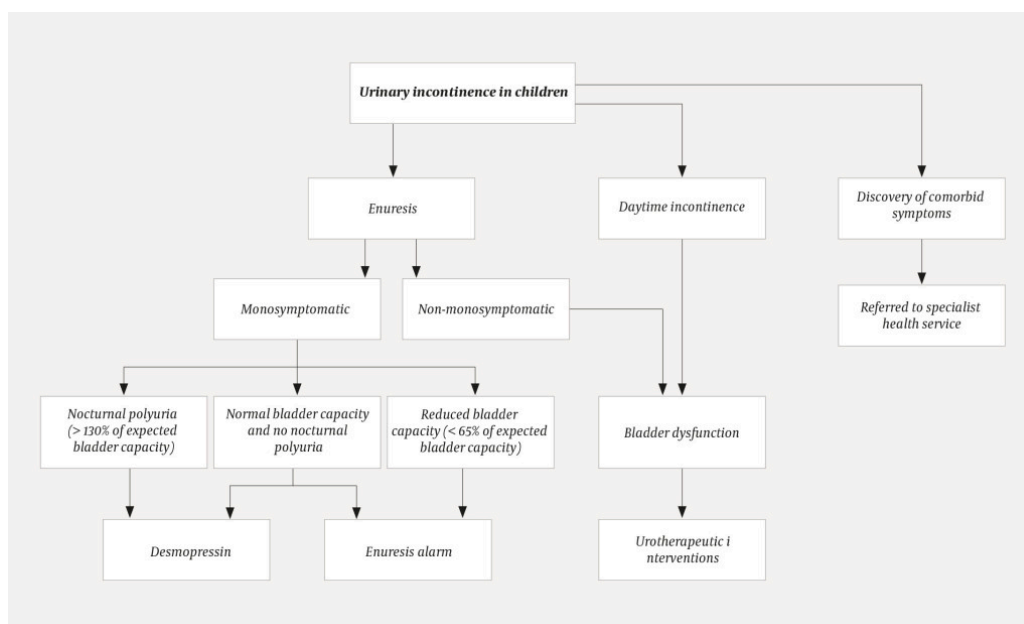 Urinary incontinence in children
Enuresis
Daytime incontinence
Discovery of comorbid
symptoms
Monosymptomatic
Non-monosymptomatic
Referred to specialist
health service
Nocturnal polyuria
(> 130% of expected
bladder capacity)
Normal bladder capacity
and no nocturnal
polyuria
Reduced bladder
capacity (< 65% of expected
bladder capacity)
Bladder dysfunction
Desmopressin
Enuresis alarm
Urotherapeutic i
nterventions